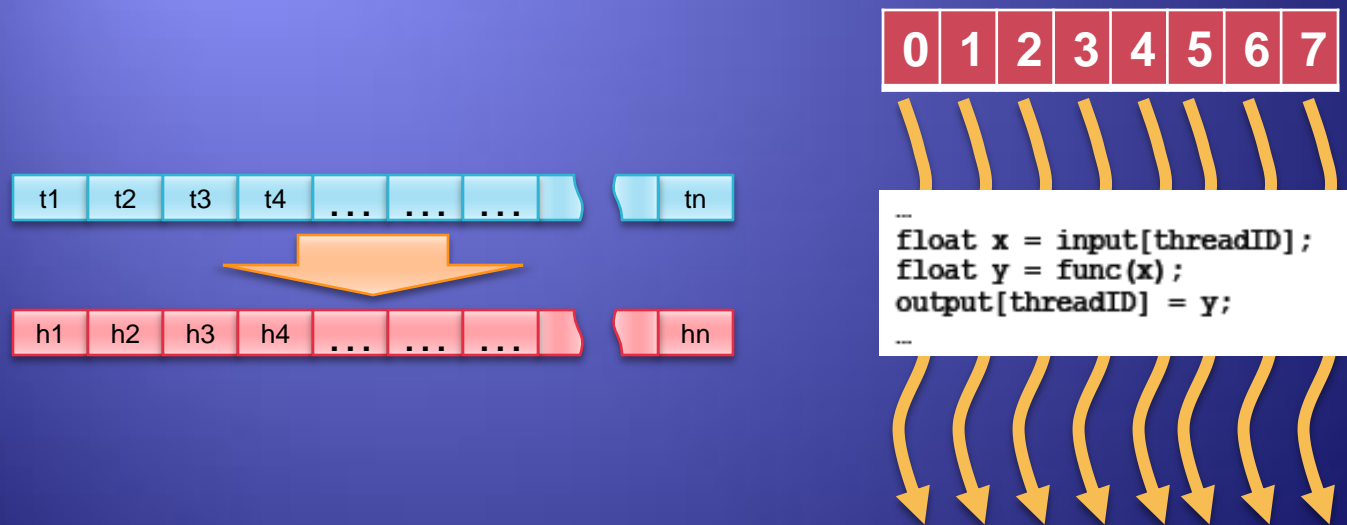 0 1 2 3 4 5 6 7
t1 t2 t3 t4 ... ... ... tn
h1 h2 h3 h4 ... ... ... hn
…
float x = input[threadID];
float y = func(x);
output[threadID] = y;
…